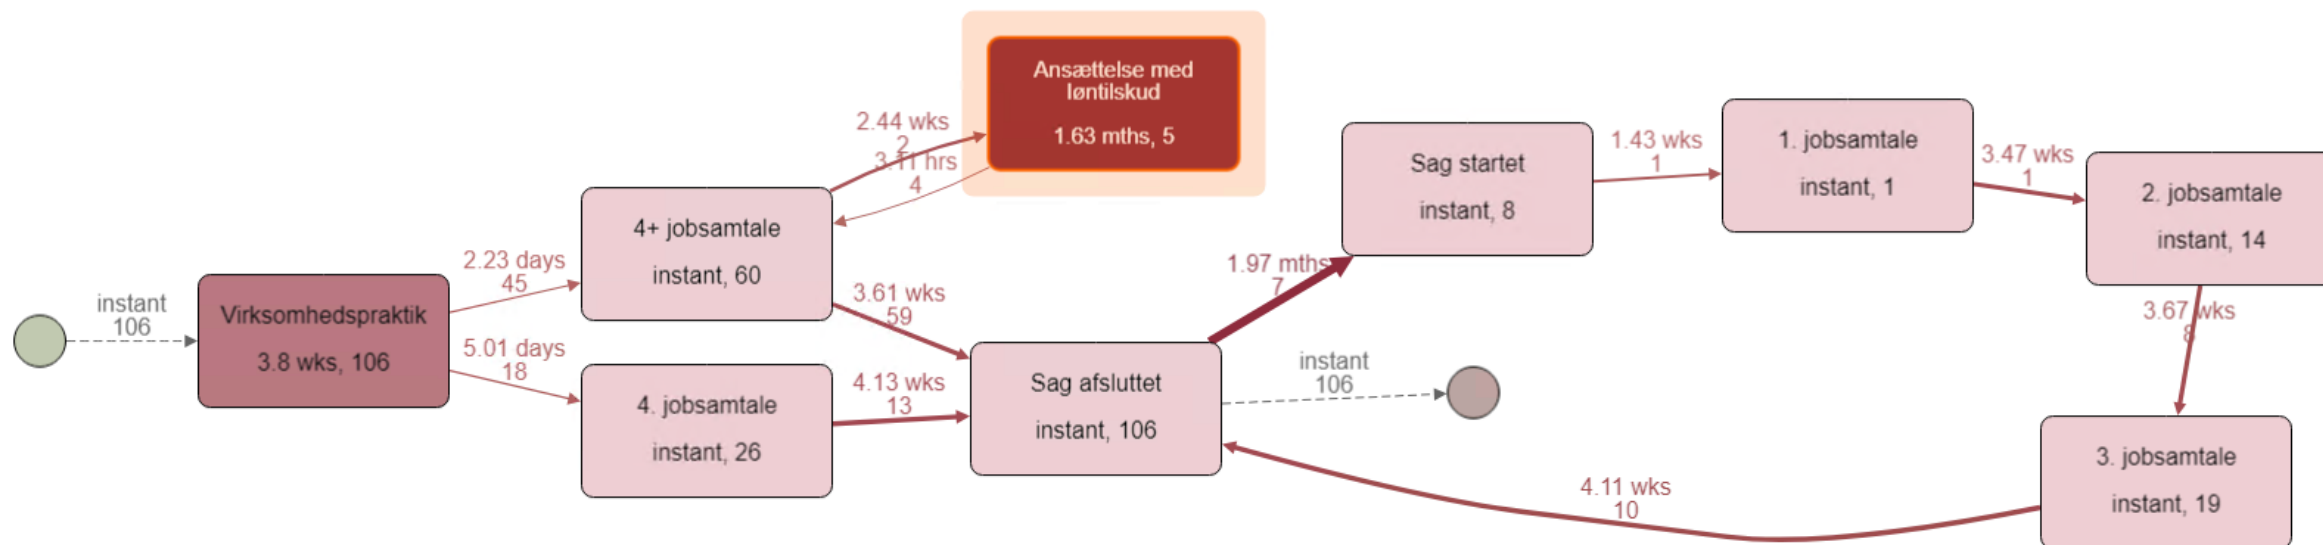 instant
106
Virksomhedspraktik
3.8 wks, 106
2.23 days
45
5.01 days
18
4+ jobsamtale
instant, 60
4. jobsamtale
instant, 26
2.44 wks
2
3.11 hrs
4
Ansættelse med
løntilskud
1.63 mths, 5
3.61 wks
59
4.13 wks
13
Sag afsluttet
instant, 106
instant
106
1.97 mths
7
Sag startet
instant, 8
1.43 wks
1
1. jobsamtale
instant, 1
3.47 wks
1
2. jobsamtale
instant, 14
3.67 wks
8
3. jobsamtale
instant, 19
4.11 wks
10